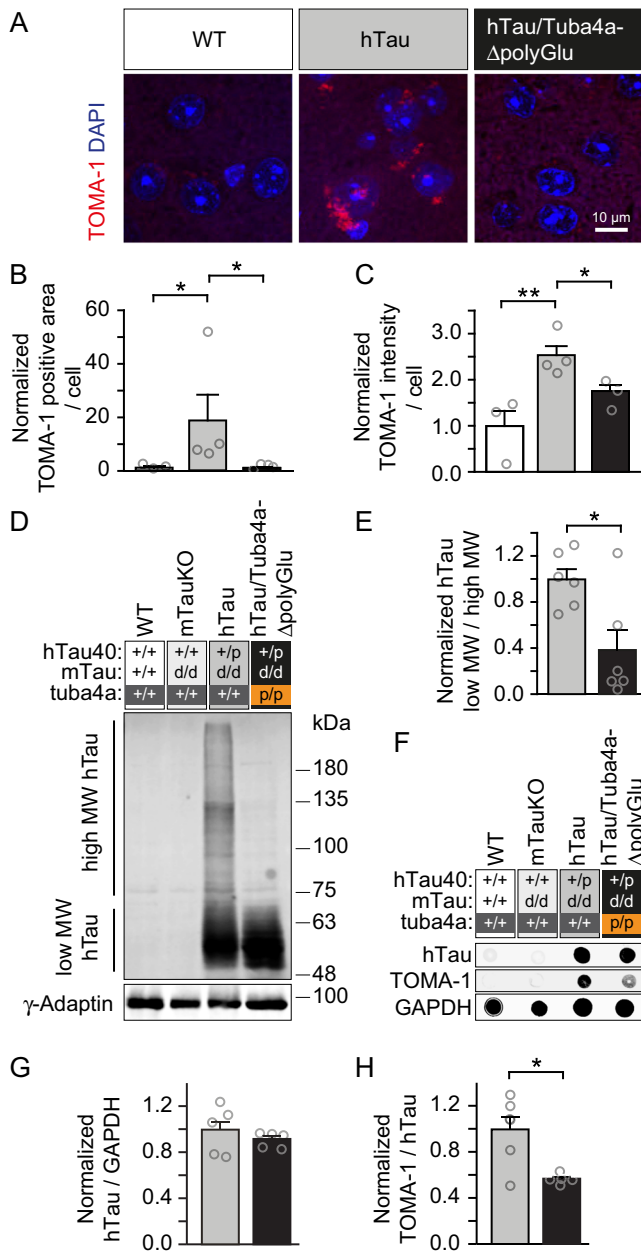 A
WT
hTau
hTau/Tuba4a-
ΔpolyGlu
TOMA-1 DAPI
10 μm
B
Normalized
TOMA-1 positive area
/ cell
60
40
20
0
*
*
C
Normalized
TOMA-1 intensity
/cell
3.0
2.0
1.0
0.0
**
*
D
WT
mTauKO
hTau
hTau/Tuba4a-
ΔpolyGlu
hTau40: +/+ +/+ +/p +/p
mTau: +/+ d/d d/d d/d
tuba4a: +/+ +/+ +/+ p/p
kDa
high MW hTau
180
135
100
75
low MW
hTau
63
48
γ-Adaptin
100
E
Normalized hTau
low MW / high MW
1.2
0.8
0.4
0.0
*
F
WT
mTauKO
hTau
hTau/Tuba4a-
ΔpolyGlu
hTau40: +/+ +/+ +/p +/p
mTau: +/+ d/d d/d d/d
tuba4a: +/+ +/+ +/+ p/p
hTau
TOMA-1
GAPDH
G
Normalized
hTau / GAPDH
1.2
0.8
0.4
0.0
H
Normalized
TOMA-1 / hTau
1.2
0.8
0.4
0.0
*